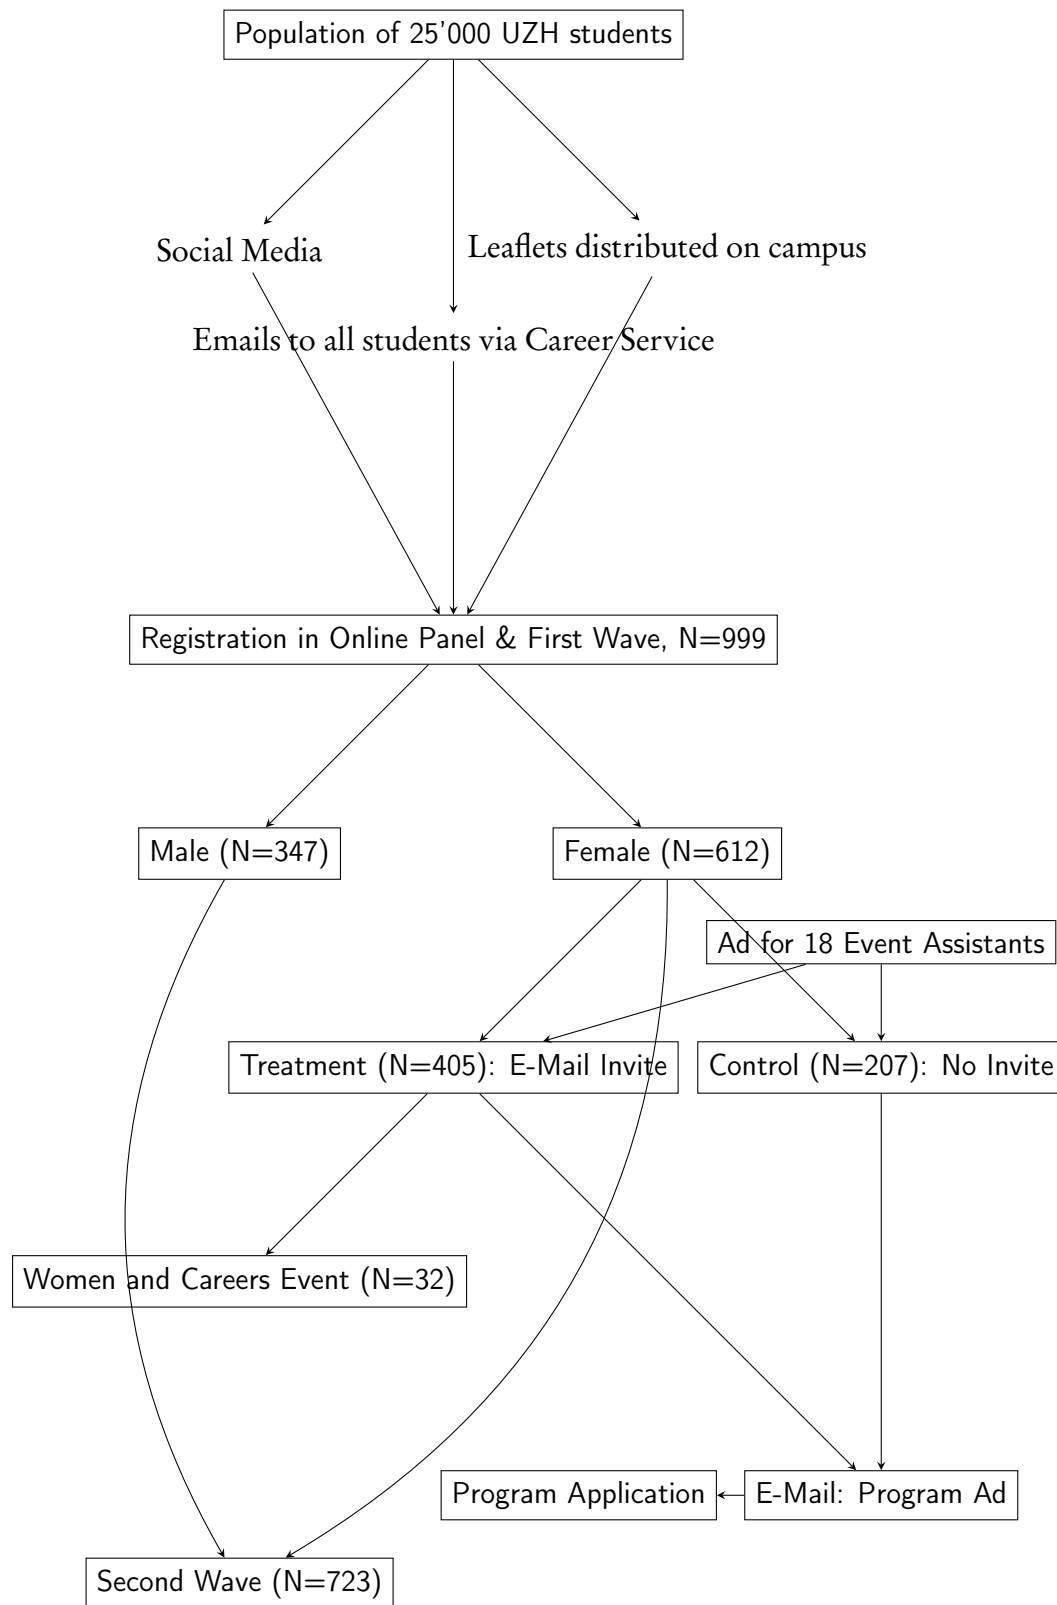 Population of 25'000 UZH students
Social Media
Leaflets distributed on campus
Emails to all students via Career Service
Registration in Online Panel & First Wave, N=999
Male (N=347)
Female (N=612)
Ad for 18 Event Assistants
Treatment (N=405): E-Mail Invite
Control (N=207): No Invite
Women and Careers Event (N=32)
Program Application
E-Mail: Program Ad
Second Wave (N=723)